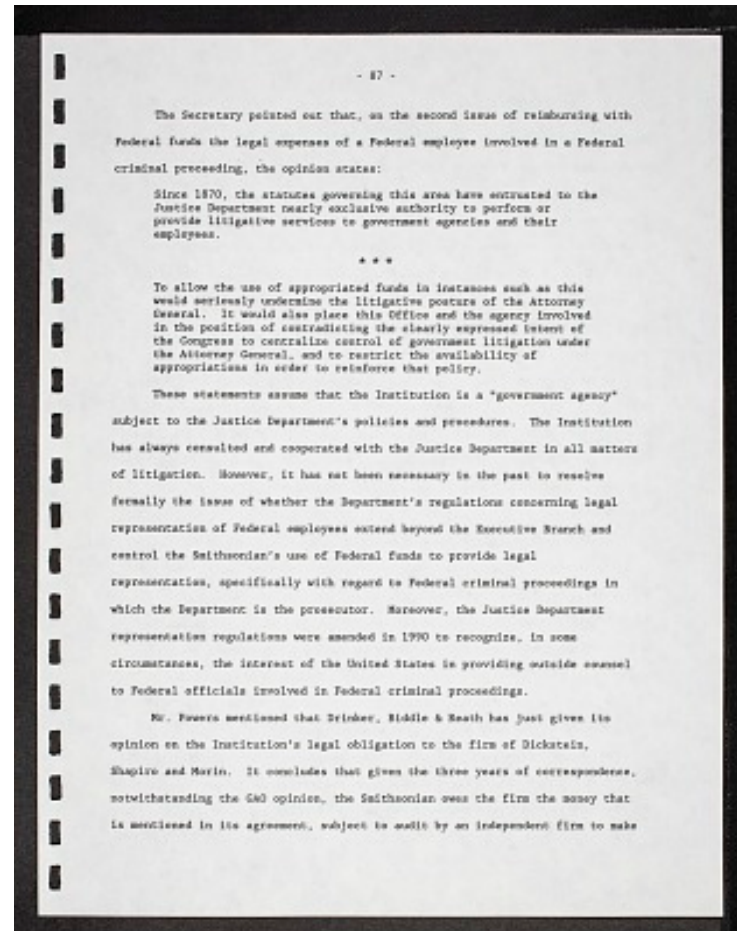 - 87 -
The Secretary pointed out that, on the second issue of reimbursing with
Federal funds the legal expenses of a Federal employee involved in a Federal
criminal proceeding, the opinion states:
Since 1870, the statutes governing this area have entrusted to the
Justice Department nearly exclusive authority to perform or
provide litigative services to government agencies and their
employees.
* * *
To allow the use of appropriated funds in instances such as this
would seriously undermine the litigative posture of the Attorney
General. It would also place this Office and the agency involved
in the position of contradicting the clearly expressed intent of
the Congress to centralize control of government litigation under
the Attorney General, and to restrict the availability of
appropriations in order to reinforce that policy.
These statements assume that the Institution is a "government agency"
subject to the Justice Department's policies and procedures. The Institution
has always consulted and cooperated with the Justice Department in all matters
of litigation. However, it has not been necessary in the past to resolve
formally the issue of whether the Department's regulations concerning legal
representation of Federal employees extend beyond the Executive Branch and
control the Smithsonian's use of Federal funds to provide legal
representation, specifically with regard to Federal criminal proceedings in
which the Department is the prosecutor. Moreover, the Justice Department
representation regulations were amended in 1990 to recognize, in some
circumstances, the interest of the United States in providing outside counsel
to Federal officials involved in Federal criminal proceedings.
Mr. Powers mentioned that Drinker, Biddle & Reath has just given its
opinion on the Institution's legal obligation to the firm of Dickstein,
Shapiro and Morin. It concludes that given the three years of correspondence,
notwithstanding the GAO opinion, the Smithsonian owes the firm the money that
is mentioned in its agreement, subject to audit by an independent firm to make